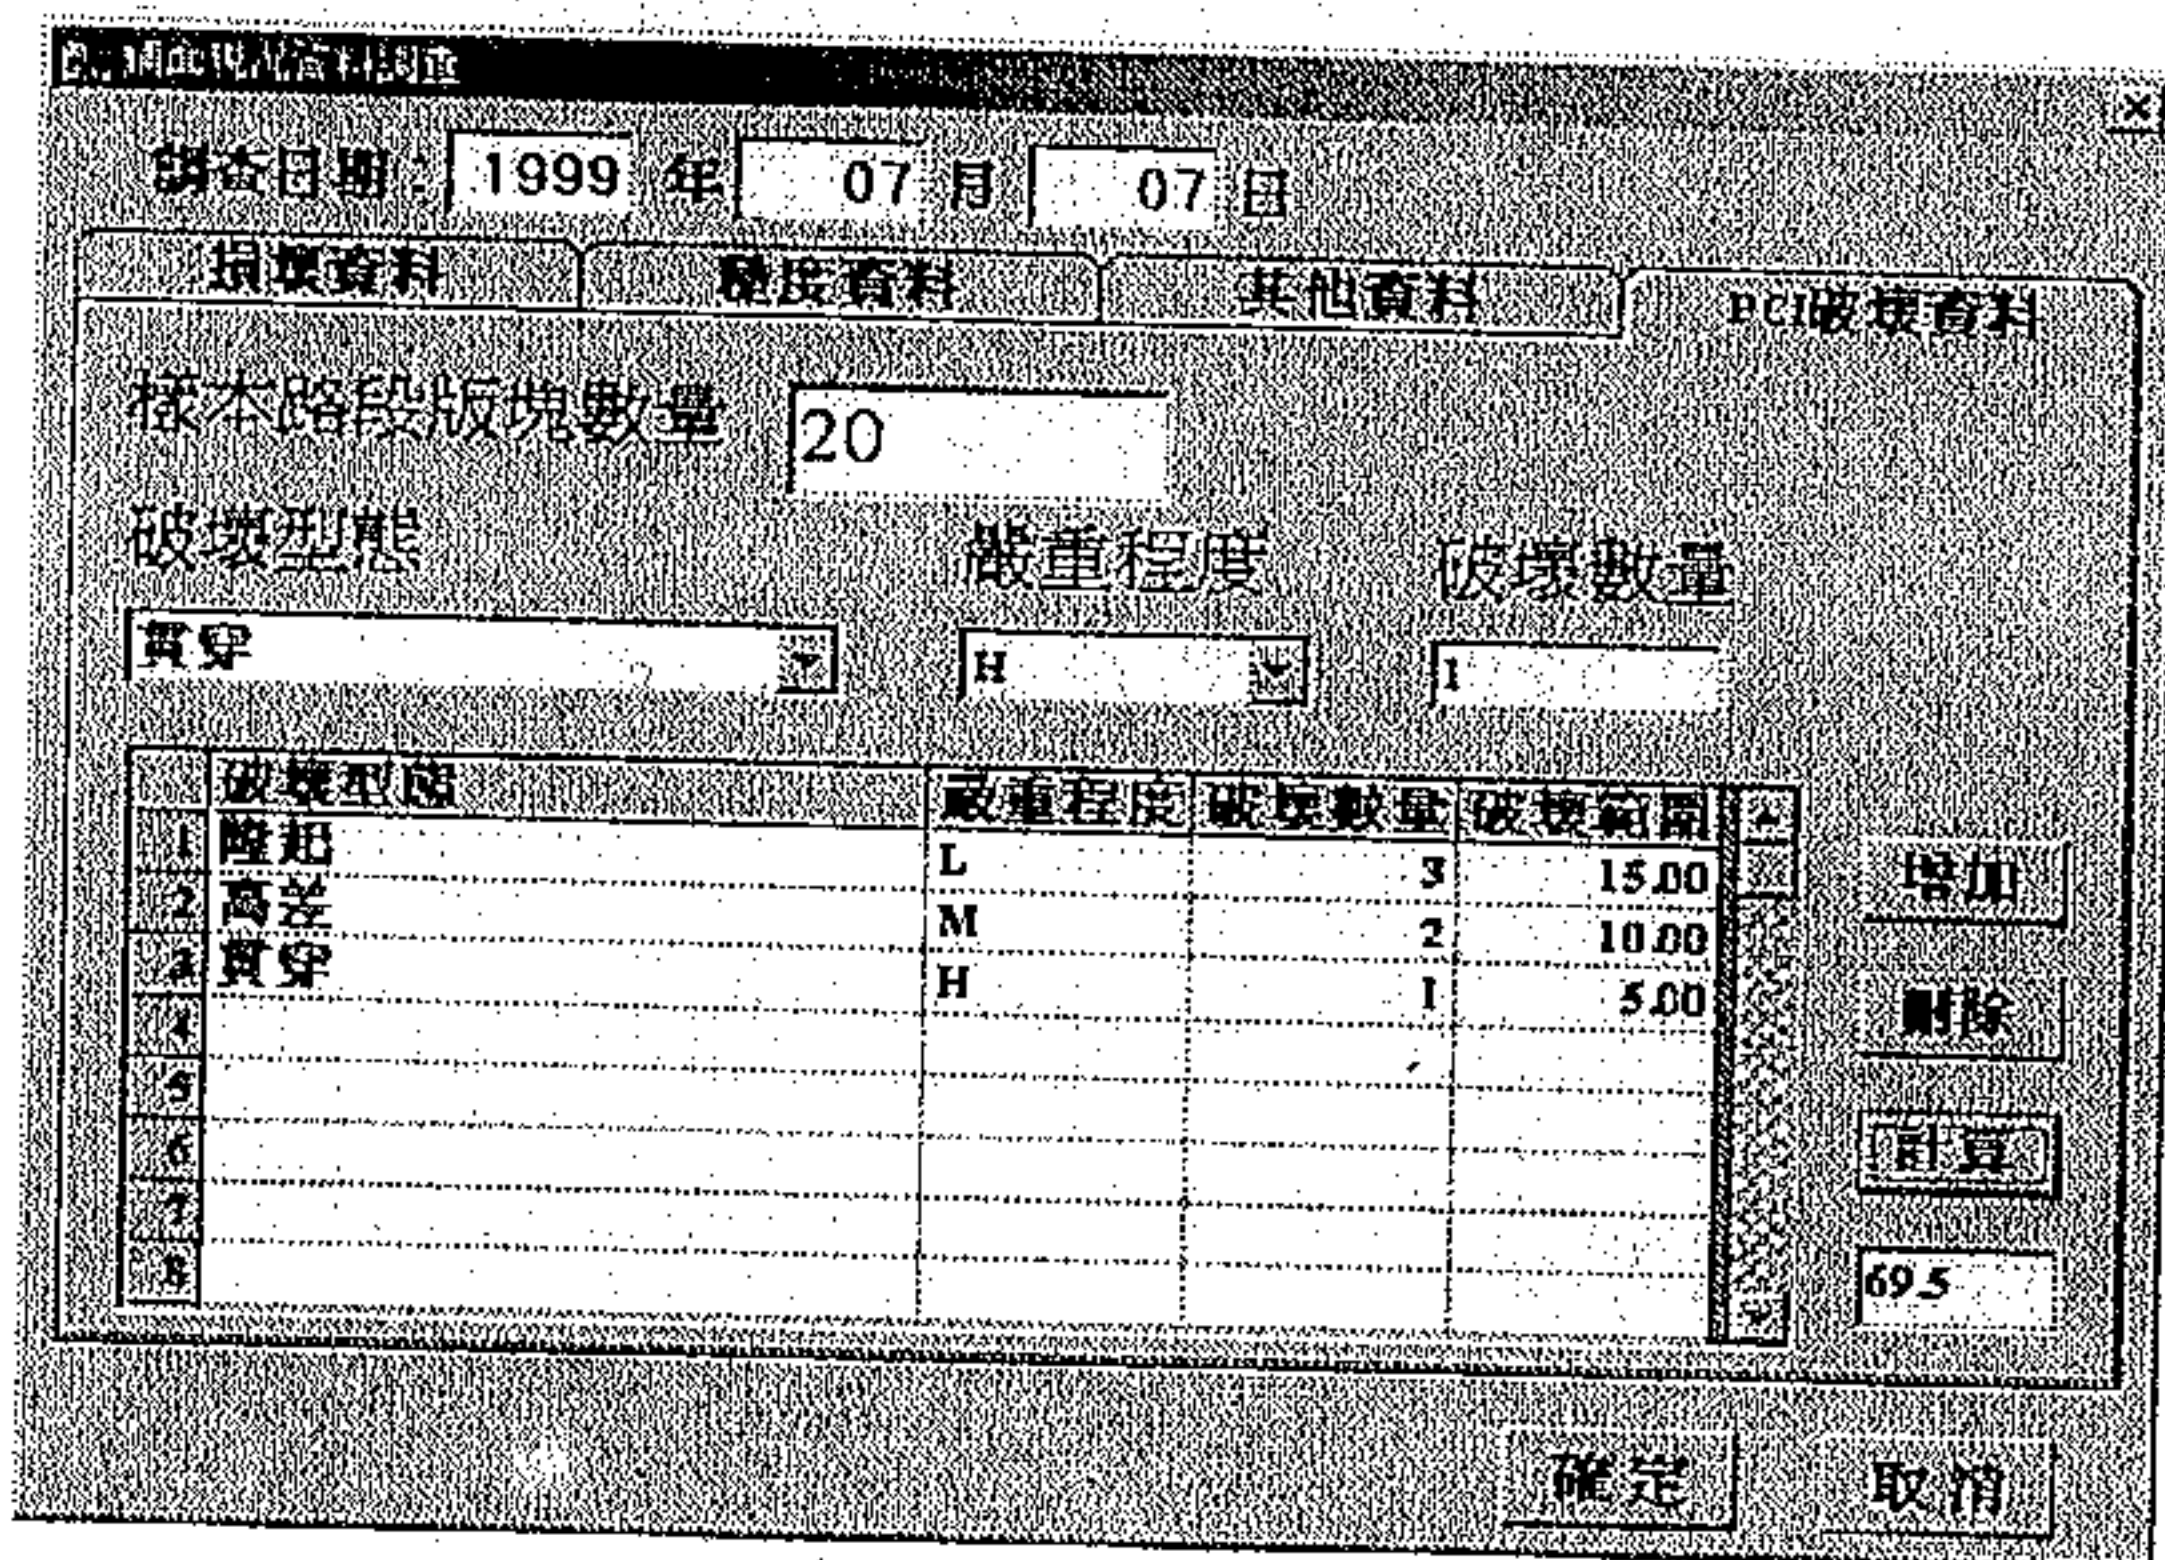 調查日期: 1999 年 07 月 07 日
損壞資料 糙度資料 其他資料 PCI破壞資料
樣本路段版塊數量 20
破壞型態 嚴重程度 破壞數量
貫穿 H 1
破壞型態 嚴重程度 破壞數量 破壞範圍
1 隆起 L 3 15.00
2 高差 M 2 10.00
3 貫穿 H 1 5.00
4
5
6
7
8
增加
刪除
計算
69.5
確定 取消